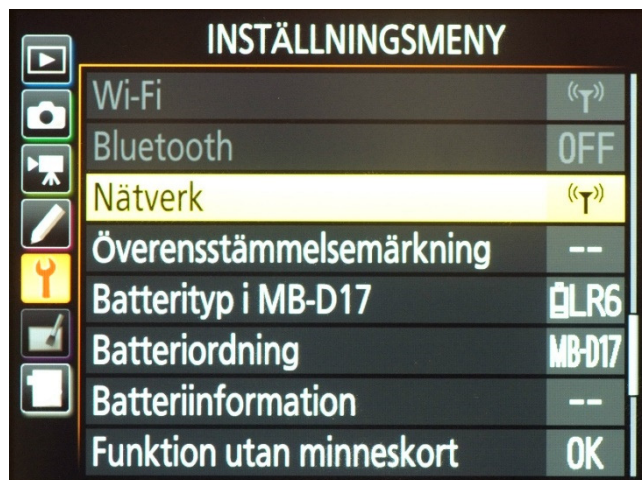 INSTÄLLNINGSMENY
Wi-Fi
Bluetooth OFF
Nätverk
Överensstämmelsemärkning --
Batterityp i MB-D17 LR6
Batteriordning MB-D17
Batteriinformation --
Funktion utan minneskort OK